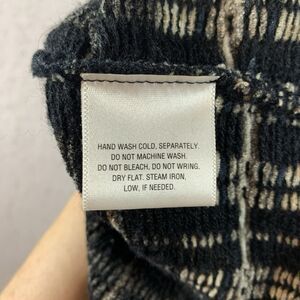 HAND WASH COLD, SEPARATELY.
DO NOT MACHINE WASH.
DO NOT BLEACH. DO NOT WRING.
DRY FLAT. STEAM IRON,
LOW, IF NEEDED.